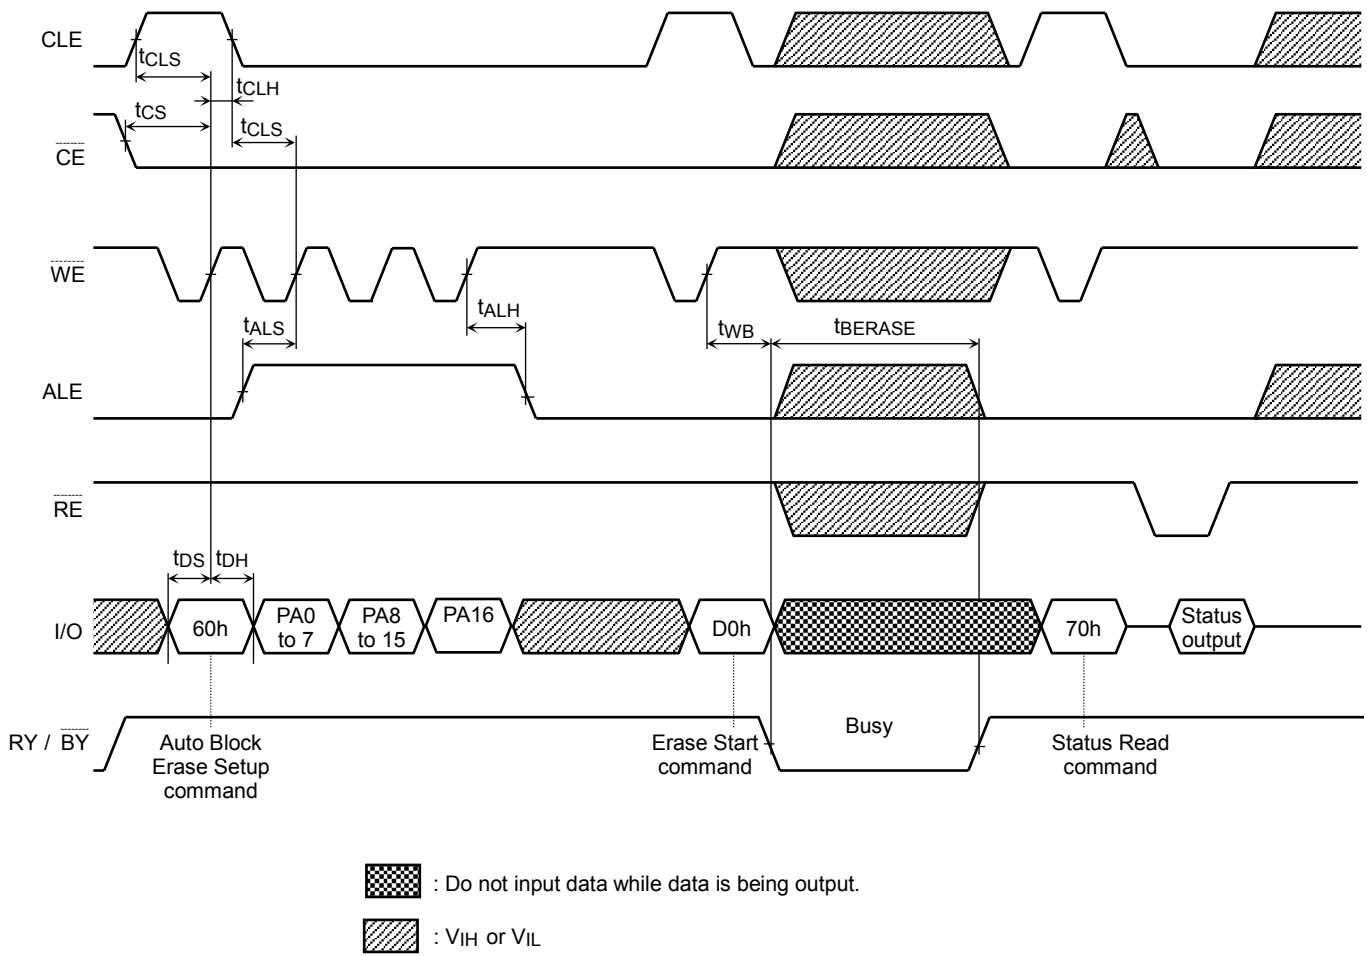 CLE
tCLS
tCLH
tCS
tCLS
CE
WE
tALS
tALH
tWB
tBERASE
ALE
RE
tDS
tDH
I/O
60h
PA0
to 7
PA8
to 15
PA16
D0h
70h
Status
output
RY / BY
Busy
Auto Block
Erase Setup
command
Erase Start
command
Status Read
command
: Do not input data while data is being output.
: VIH or VIL